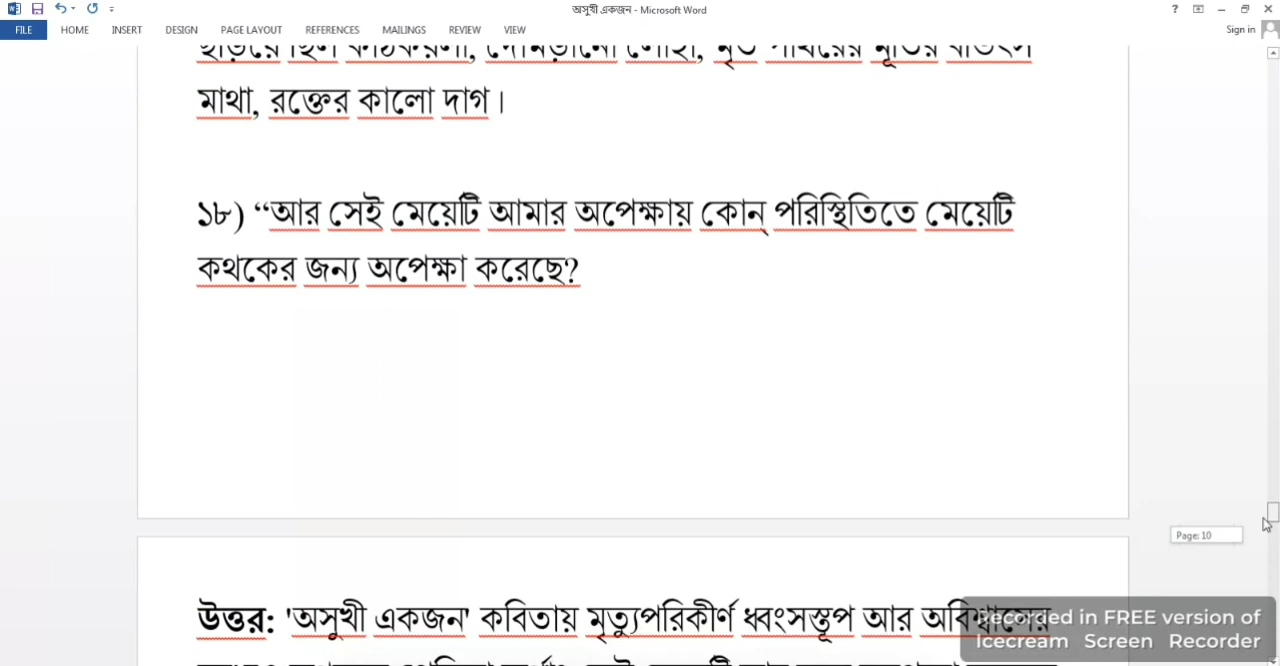 অসুখী একজন - Microsoft Word
Sign in
FILE HOME INSERT DESIGN PAGE LAYOUT REFERENCES MAILINGS REVIEW VIEW
মাথা, রক্তের কালো দাগ।
১৮) “আর সেই মেয়েটি আমার অপেক্ষায় কোন্ পরিস্থিতিতে মেয়েটি
কথকের জন্য অপেক্ষা করেছে?
Page: 10
উত্তর: 'অসুখী একজন' কবিতায় মৃত্যুপরিকীর্ণ ধ্বংসস্তূপ আর অবিশ্বাসের
Recorded in FREE version of
Icecream Screen Recorder